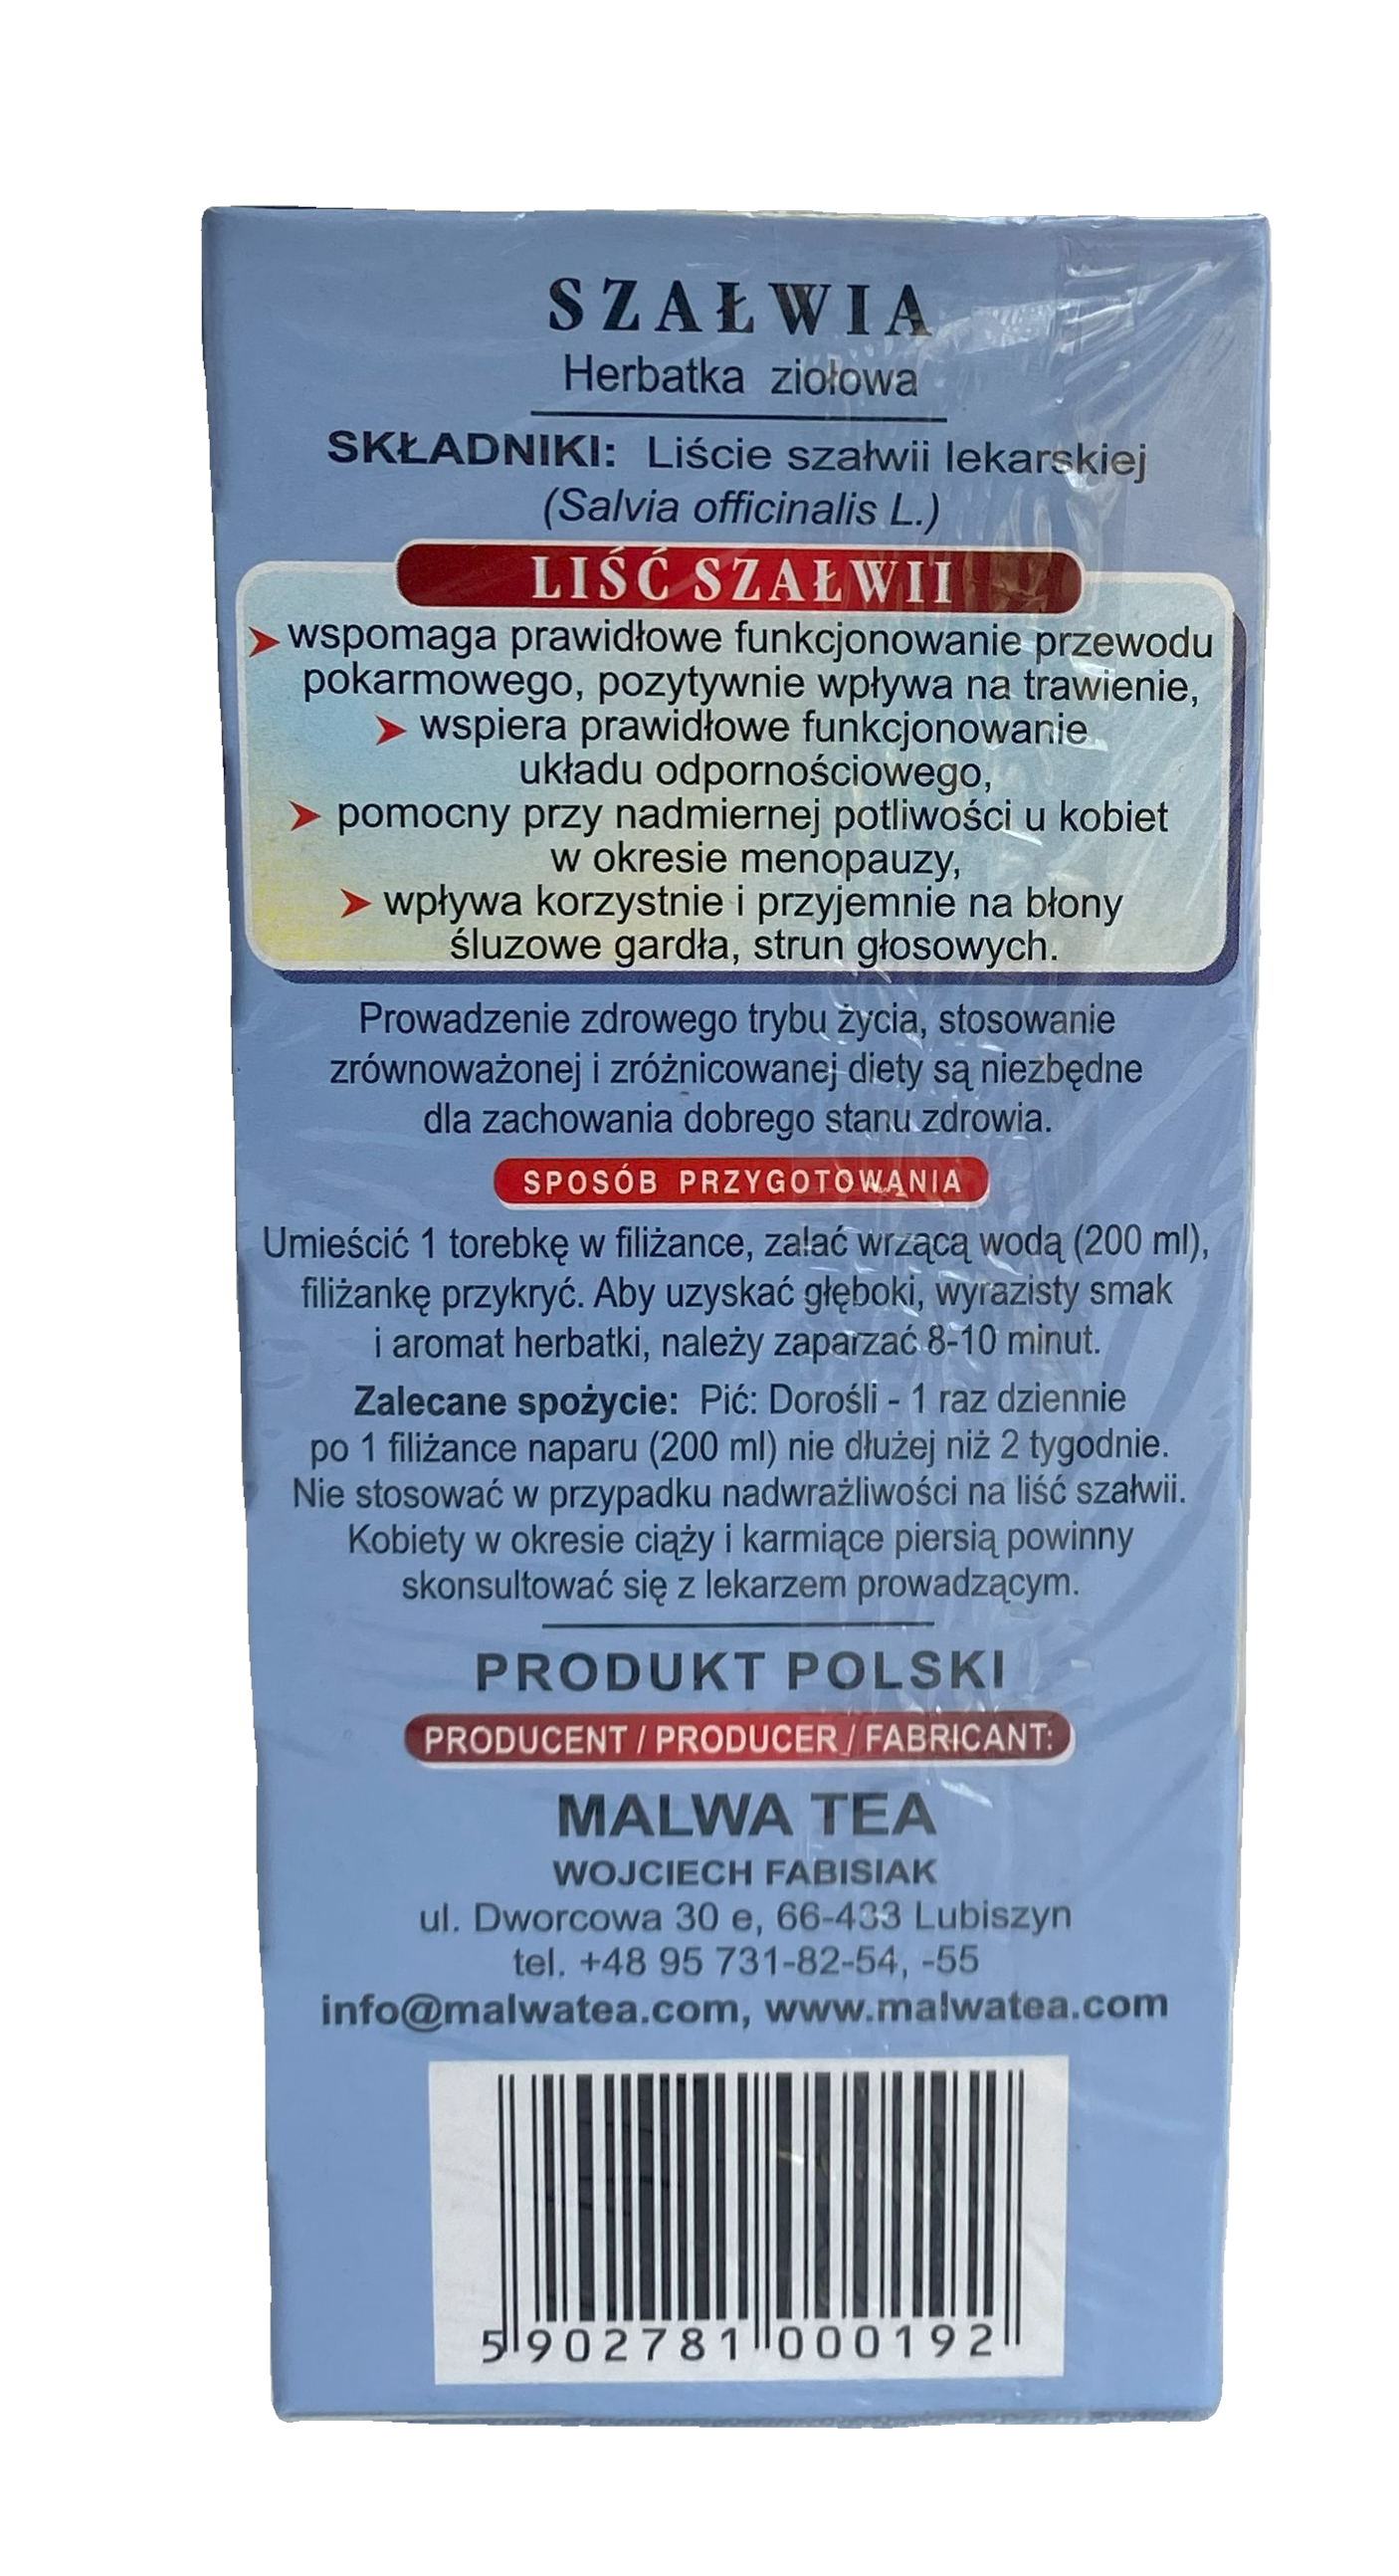 SZAŁWIA
Herbatka ziołowa
SKŁADNIKI: Liście szałwii lekarskiej
(Salvia officinalis L.)
LIŚĆ SZAŁWII
➤ wspomaga prawidłowe funkcjonowanie przewodu
pokarmowego, pozytywnie wpływa na trawienie,
➤ wspiera prawidłowe funkcjonowanie
układu odpornościowego,
➤ pomocny przy nadmiernej potliwości u kobiet
w okresie menopauzy,
➤ wpływa korzystnie i przyjemnie na błony
śluzowe gardła, strun głosowych.
Prowadzenie zdrowego trybu życia, stosowanie
zrównoważonej i zróżnicowanej diety są niezbędne
dla zachowania dobrego stanu zdrowia.
SPOSÓB PRZYGOTOWANIA
Umieścić 1 torebkę w filiżance, zalać wrzącą wodą (200 ml),
filiżankę przykryć. Aby uzyskać głęboki, wyrazisty smak
i aromat herbatki, należy zaparzać 8-10 minut.
Zalecane spożycie: Pić: Dorośli - 1 raz dziennie
po 1 filiżance naparu (200 ml) nie dłużej niż 2 tygodnie.
Nie stosować w przypadku nadwrażliwości na liść szałwii.
Kobiety w okresie ciąży i karmiące piersią powinny
skonsultować się z lekarzem prowadzącym.
PRODUKT POLSKI
PRODUCENT / PRODUCER / FABRICANT:
MALWA TEA
WOJCIECH FABISIAK
ul. Dworcowa 30 e, 66-433 Lubiszyn
tel. +48 95 731-82-54, -55
info@malwatea.com, www.malwatea.com
5 902781 000192